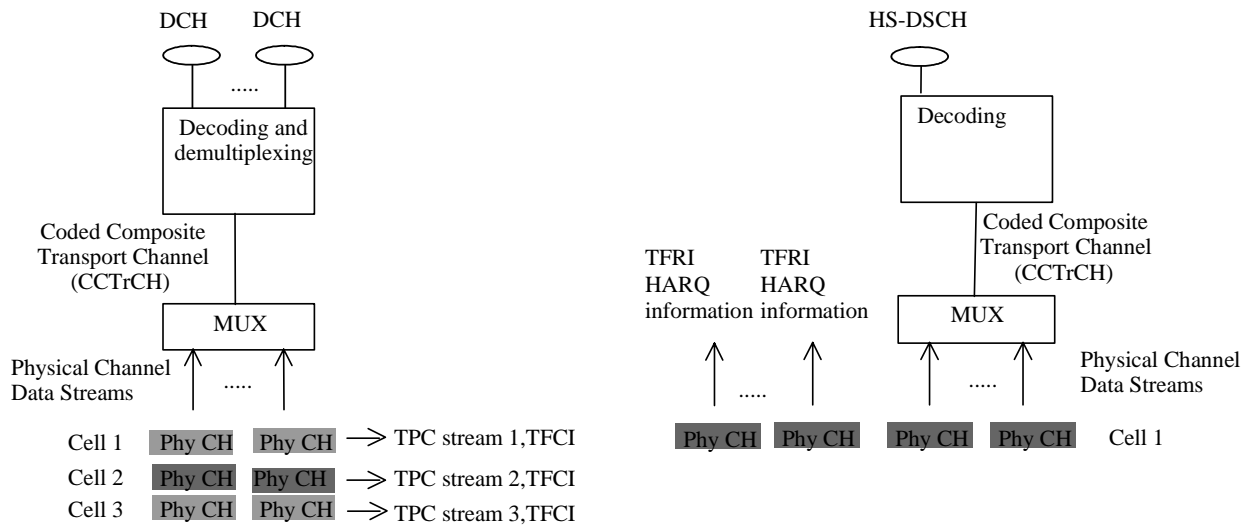 DCH DCH
.....
Decoding and
demultiplexing
Coded Composite
Transport Channel
(CCTrCH)
MUX
Physical Channel
Data Streams
.....
Cell 1 Phy CH Phy CH TPC stream 1,TFCI
Cell 2 Phy CH Phy CH TPC stream 2,TFCI
Cell 3 Phy CH Phy CH TPC stream 3,TFCI
HS-DSCH
Decoding
Coded Composite
Transport Channel
(CCTrCH)
TFRI
HARQ
information
TFRI
HARQ
information
MUX
Physical Channel
Data Streams
.....
.....
Phy CH Phy CH Phy CH Phy CH Cell 1